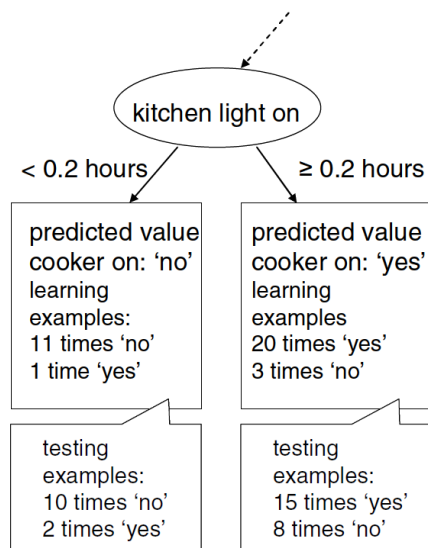 kitchen light on
< 0.2 hours
≥ 0.2 hours
predicted value
cooker on: ‘no’
learning
examples:
11 times ‘no’
1 time ‘yes’
predicted value
cooker on: ‘yes’
learning
examples
20 times ‘yes’
3 times ‘no’
testing
examples:
10 times ‘no’
2 times ‘yes’
testing
examples:
15 times ‘yes’
8 times ‘no’